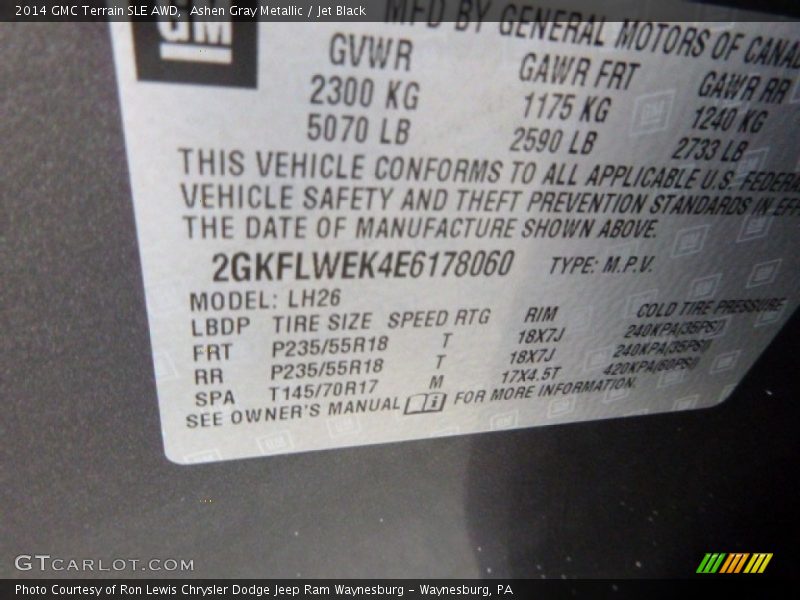 2014 GMC Terrain SLE AWD,  Ashen Gray Metallic / Jet Black
GM
MFD BY GENERAL MOTORS OF CANADA
GVWR GAWR FRT GAWR RR
2300 KG 1175 KG 1240 KG
5070 LB 2590 LB 2733 LB
THIS VEHICLE CONFORMS TO ALL APPLICABLE U.S. FEDERAL
VEHICLE SAFETY AND THEFT PREVENTION STANDARDS IN EFF
THE DATE OF MANUFACTURE SHOWN ABOVE.
2GKFLWEK4E6178060 TYPE: M.P.V.
MODEL: LH26
LBDP TIRE SIZE SPEED RTG RIM COLD TIRE PRESSURE
FRT P235/55R18 T 18X7J 240KPA(35PSI)
RR P235/55R18 T 18X7J 240KPA(35PSI)
SPA T145/70R17 M 17X4.5T 420KPA(60PSI)
SEE OWNER'S MANUAL FOR MORE INFORMATION.
GTCARLOT.COM
Photo Courtesy of Ron Lewis Chrysler Dodge Jeep Ram Waynesburg – Waynesburg, PA